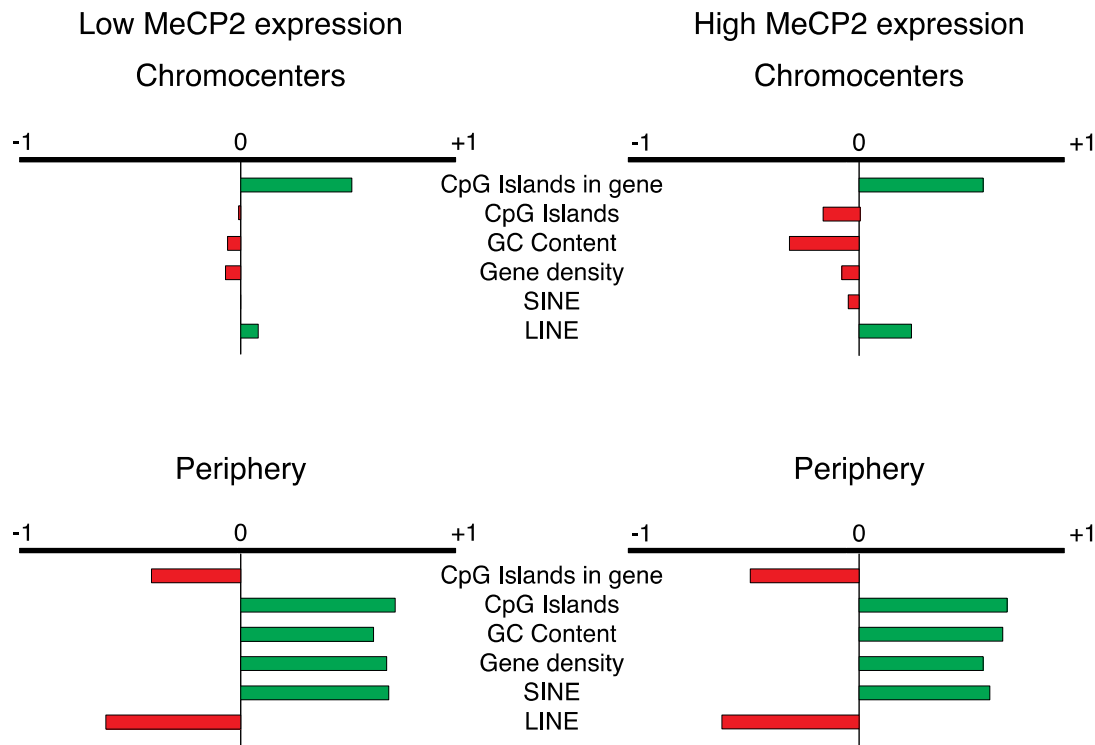 Low MeCP2 expression
High MeCP2 expression
Chromocenters
Chromocenters
-1 0 +1
-1 0 +1
CpG Islands in gene
CpG Islands
GC Content
Gene density
SINE
LINE
Periphery
Periphery
-1 0 +1
-1 0 +1
CpG Islands in gene
CpG Islands
GC Content
Gene density
SINE
LINE